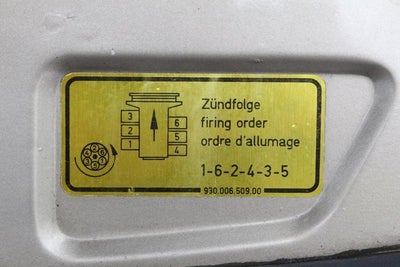 Zündfolge
firing order
ordre d'allumage
1-6-2-4-3-5
3
2
1
6
5
4
930.006.509.00